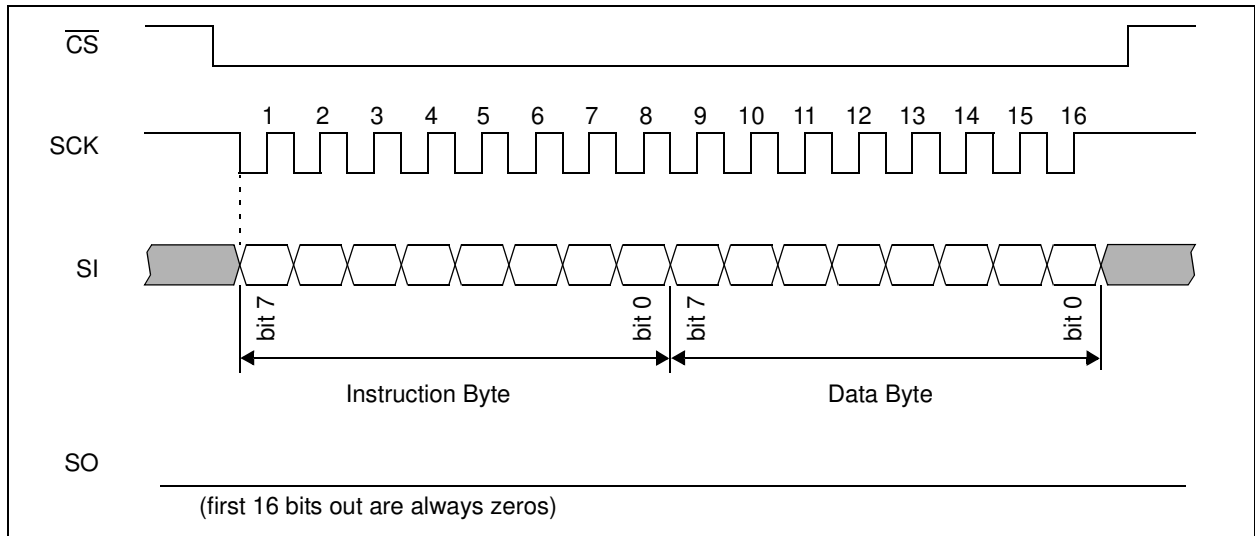 CS
1 2 3 4 5 6 7 8 9 10 11 12 13 14 15 16
SCK
SI
bit 7 bit 0 bit 7 bit 0
Instruction Byte Data Byte
SO
(first 16 bits out are always zeros)